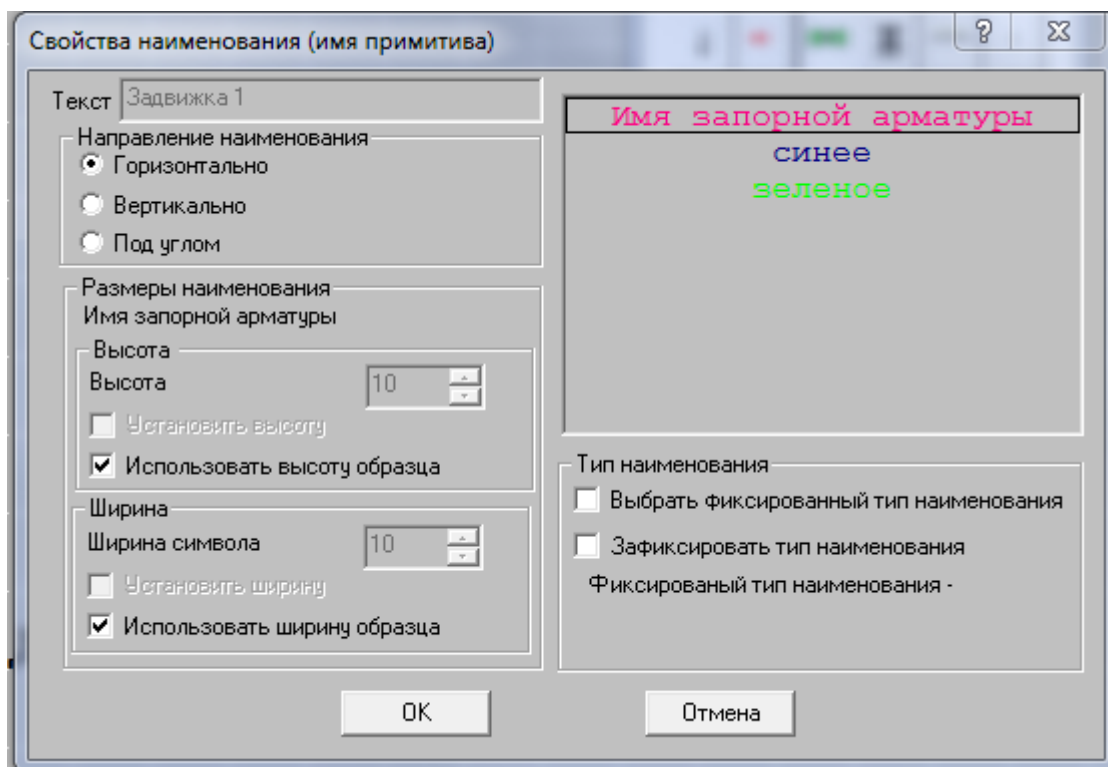 Свойства наименования (имя примитива)
Текст Задвижка 1
Направление наименования
Горизонтально
Вертикально
Под углом
Размеры наименования
Имя запорной арматуры
Высота
Высота 10
Установить высоту
Использовать высоту образца
Ширина
Ширина символа 10
Установить ширину
Использовать ширину образца
Имя запорной арматуры
синее
зеленое
Тип наименования
Выбрать фиксированный тип наименования
Зафиксировать тип наименования
Фиксированый тип наименования -
OK
Отмена